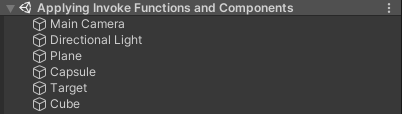 Applying Invoke Functions and Components
Main Camera
Directional Light
Plane
Capsule
Target
Cube